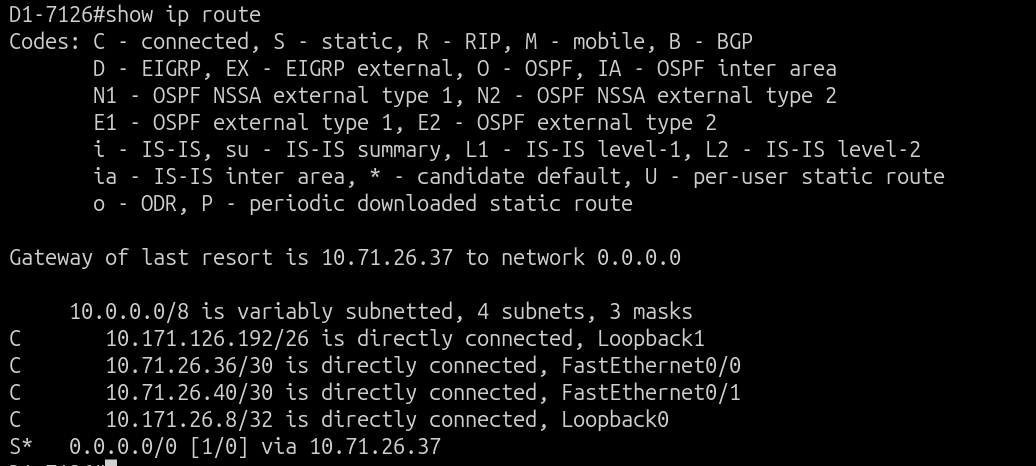 D1-7126#show ip route
Codes: C - connected, S - static, R - RIP, M - mobile, B - BGP
       D - EIGRP, EX - EIGRP external, O - OSPF, IA - OSPF inter area
       N1 - OSPF NSSA external type 1, N2 - OSPF NSSA external type 2
       E1 - OSPF external type 1, E2 - OSPF external type 2
       i - IS-IS, su - IS-IS summary, L1 - IS-IS level-1, L2 - IS-IS level-2
       ia - IS-IS inter area, * - candidate default, U - per-user static route
       o - ODR, P - periodic downloaded static route
Gateway of last resort is 10.71.26.37 to network 0.0.0.0
     10.0.0.0/8 is variably subnetted, 4 subnets, 3 masks
C       10.171.126.192/26 is directly connected, Loopback1
C       10.71.26.36/30 is directly connected, FastEthernet0/0
C       10.71.26.40/30 is directly connected, FastEthernet0/1
C       10.171.26.8/32 is directly connected, Loopback0
S*   0.0.0.0/0 [1/0] via 10.71.26.37
D1-7126#